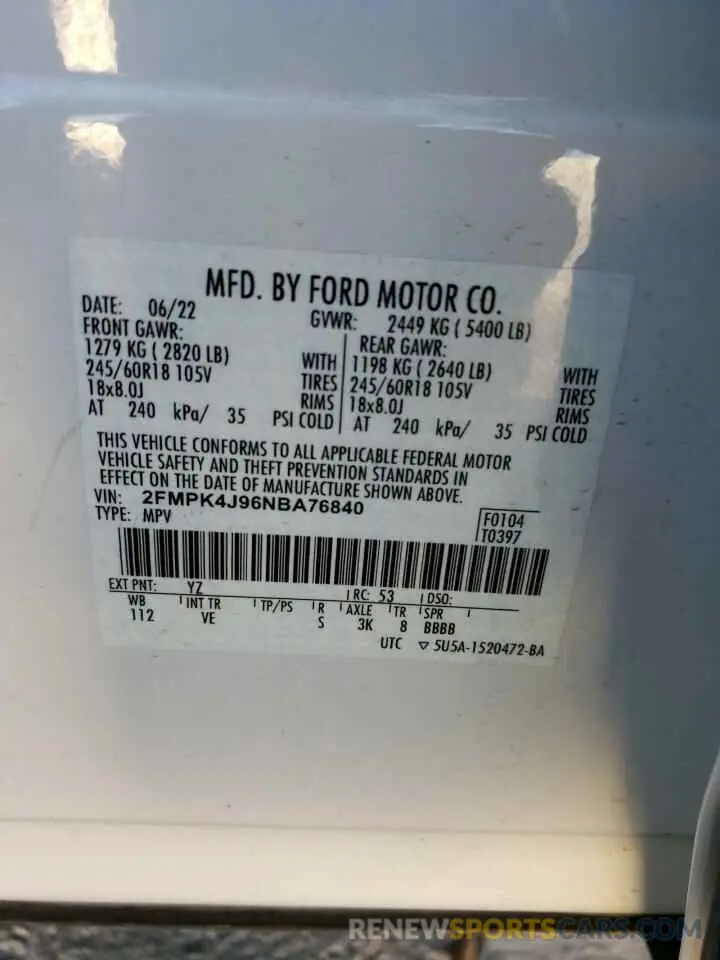 MFD. BY FORD MOTOR CO.
DATE: 06/22 GVWR: 2449 KG ( 5400 LB)
FRONT GAWR: REAR GAWR:
1279 KG ( 2820 LB) WITH 1198 KG ( 2640 LB) WITH
245/60R18 105V TIRES 245/60R18 105V TIRES
18x8.0J RIMS 18x8.0J RIMS
AT 240 kPa/ 35 PSI COLD AT 240 kPa/ 35 PSI COLD
THIS VEHICLE CONFORMS TO ALL APPLICABLE FEDERAL MOTOR
VEHICLE SAFETY AND THEFT PREVENTION STANDARDS IN
EFFECT ON THE DATE OF MANUFACTURE SHOWN ABOVE.
VIN: 2FMPK4J96NBA76840
TYPE: MPV
F0104
T0397
EXT PNT: YZ RC: 53 DSO:
WB INT TR TP/PS R AXLE TR SPR
112 VE S 3K 8 BBBB
UTC ▽ 5U5A-1520472-BA
RENEWSPORTSCARS.COM